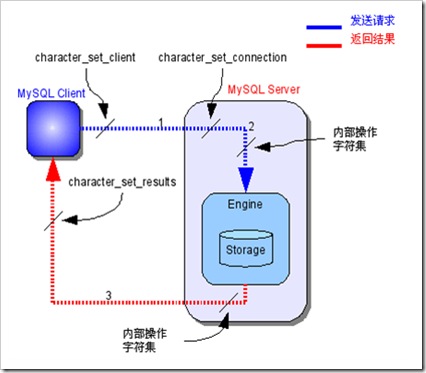 发送请求
返回结果
character_set_client
character_set_connection
MySQL Client
MySQL Server
1
2
内部操作
字符集
character_set_results
Engine
Storage
3
内部操作
字符集